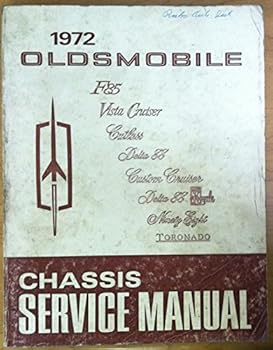 1972
OLDSMOBILE
F85
Vista Cruiser
Cutlass
Delta 88
Custom Cruiser
Delta 88 Royale
Ninety Eight
TORONADO
CHASSIS
SERVICE MANUAL